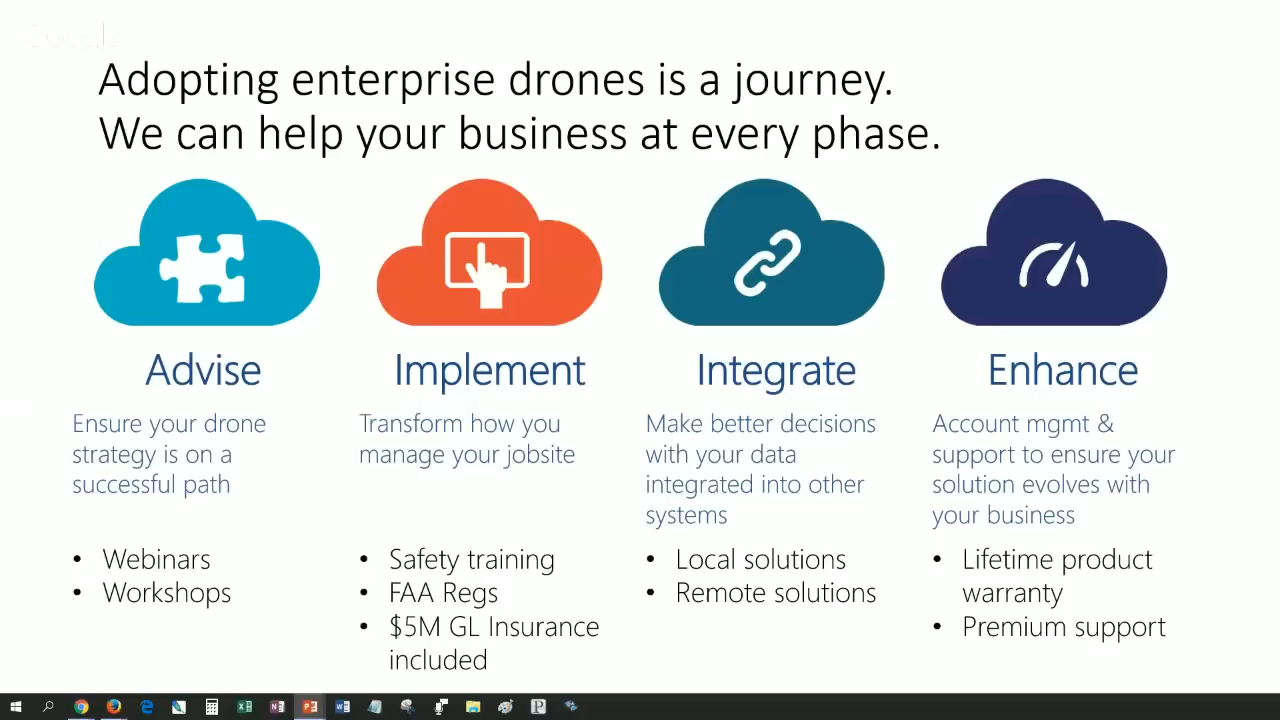 Adopting enterprise drones is a journey.
We can help your business at every phase.
Advise
Ensure your drone
strategy is on a
successful path
• Webinars
• Workshops
Implement
Transform how you
manage your jobsite
• Safety training
• FAA Regs
• $5M GL Insurance
included
Integrate
Make better decisions
with your data
integrated into other
systems
• Local solutions
• Remote solutions
Enhance
Account mgmt &
support to ensure your
solution evolves with
your business
• Lifetime product
warranty
• Premium support